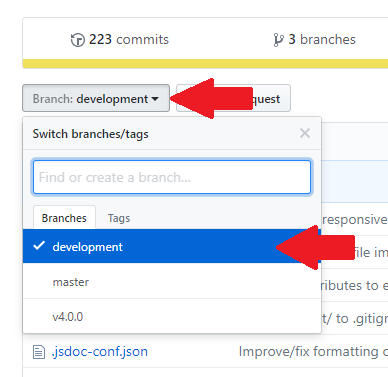 223 commits
3 branches
Branch: development
quest
Switch branches/tags
Find or create a branch...
Branches
Tags
development
responsive
file im
master
ributes to e
v4.0.0
t/ to .gitign
.jsdoc-conf.json
Improve/fix formatting o